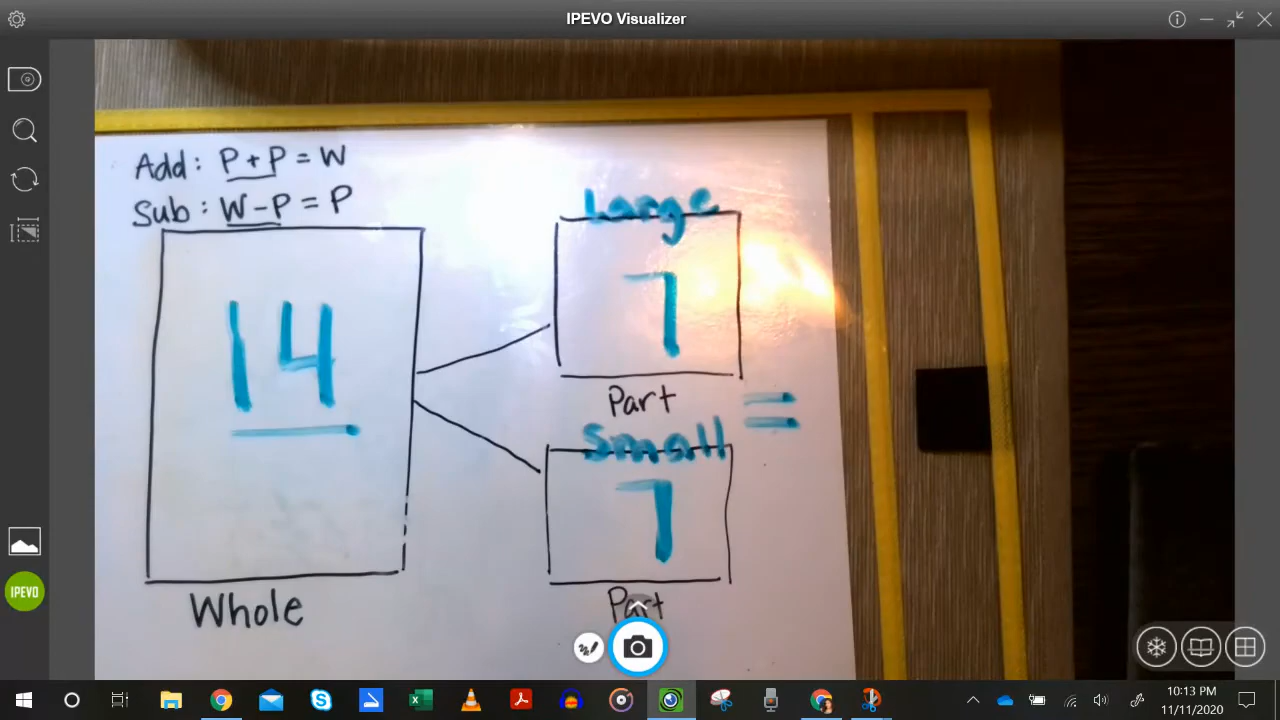 IPEVO Visualizer
Add: P + P = W
Sub: W - P = P
Large
14
7
Part
=
Small
7
Whole
Part
IPEVO
10:13 PM
11/11/2020